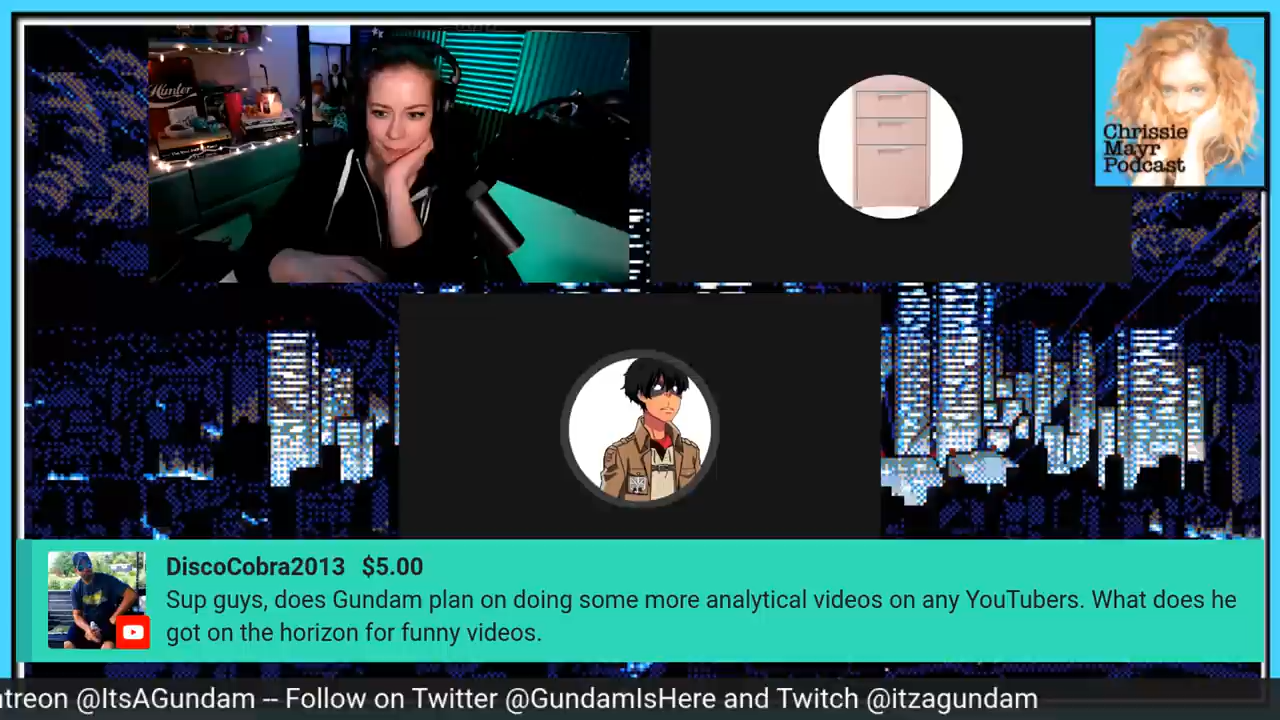 Hunter
Chrissie
Mayr
Podcast
DiscoCobra2013 $5.00
Sup guys, does Gundam plan on doing some more analytical videos on any YouTubers. What does he
got on the horizon for funny videos.
atreon @ItsAGundam -- Follow on Twitter @GundamIsHere and Twitch @itzagundam